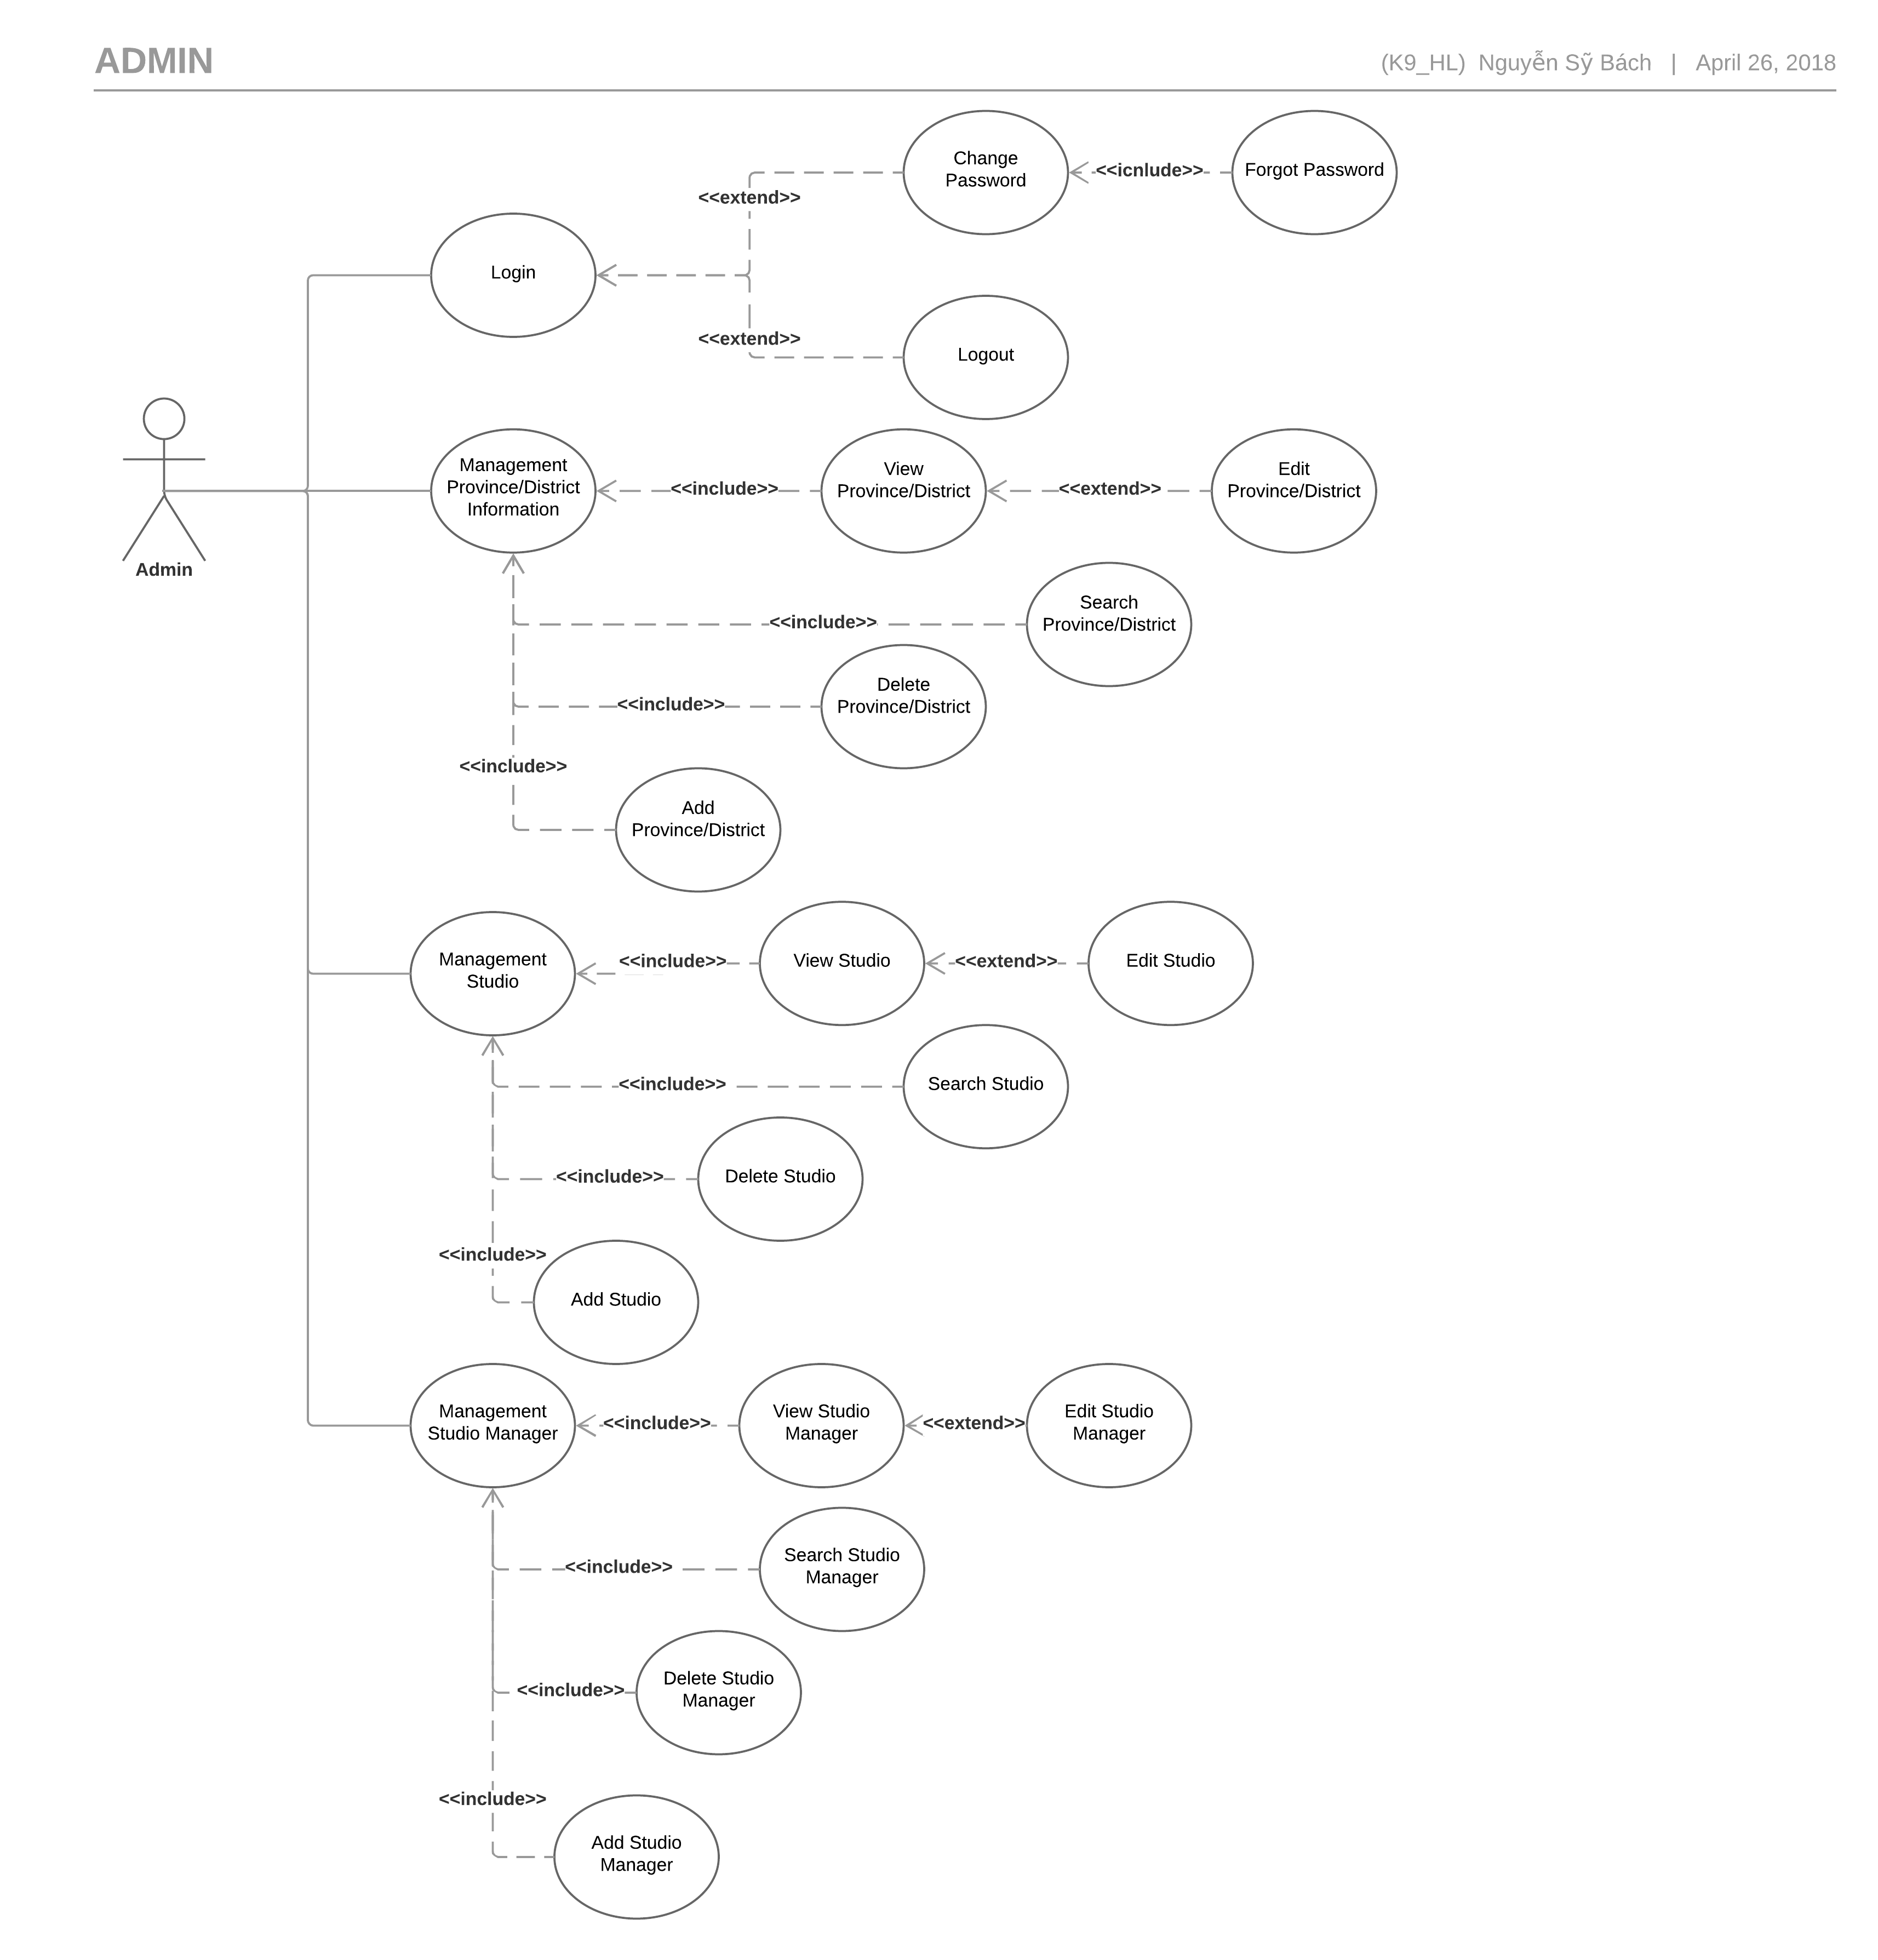 ADMIN
(K9_HL) Nguyễn Sỹ Bách | April 26, 2018
Change
Password
<<icnlude>>
Forgot Password
<<extend>>
Login
<<extend>>
Logout
Admin
Management
Province/District
Information
<<include>>
View
Province/District
<<extend>>
Edit
Province/District
<<include>>
Search
Province/District
<<include>>
Delete
Province/District
<<include>>
Add
Province/District
Management
Studio
<<include>>
View Studio
<<extend>>
Edit Studio
<<include>>
Search Studio
<<include>>
Delete Studio
<<include>>
Add Studio
Management
Studio Manager
<<include>>
View Studio
Manager
<<extend>>
Edit Studio
Manager
<<include>>
Search Studio
Manager
<<include>>
Delete Studio
Manager
<<include>>
Add Studio
Manager